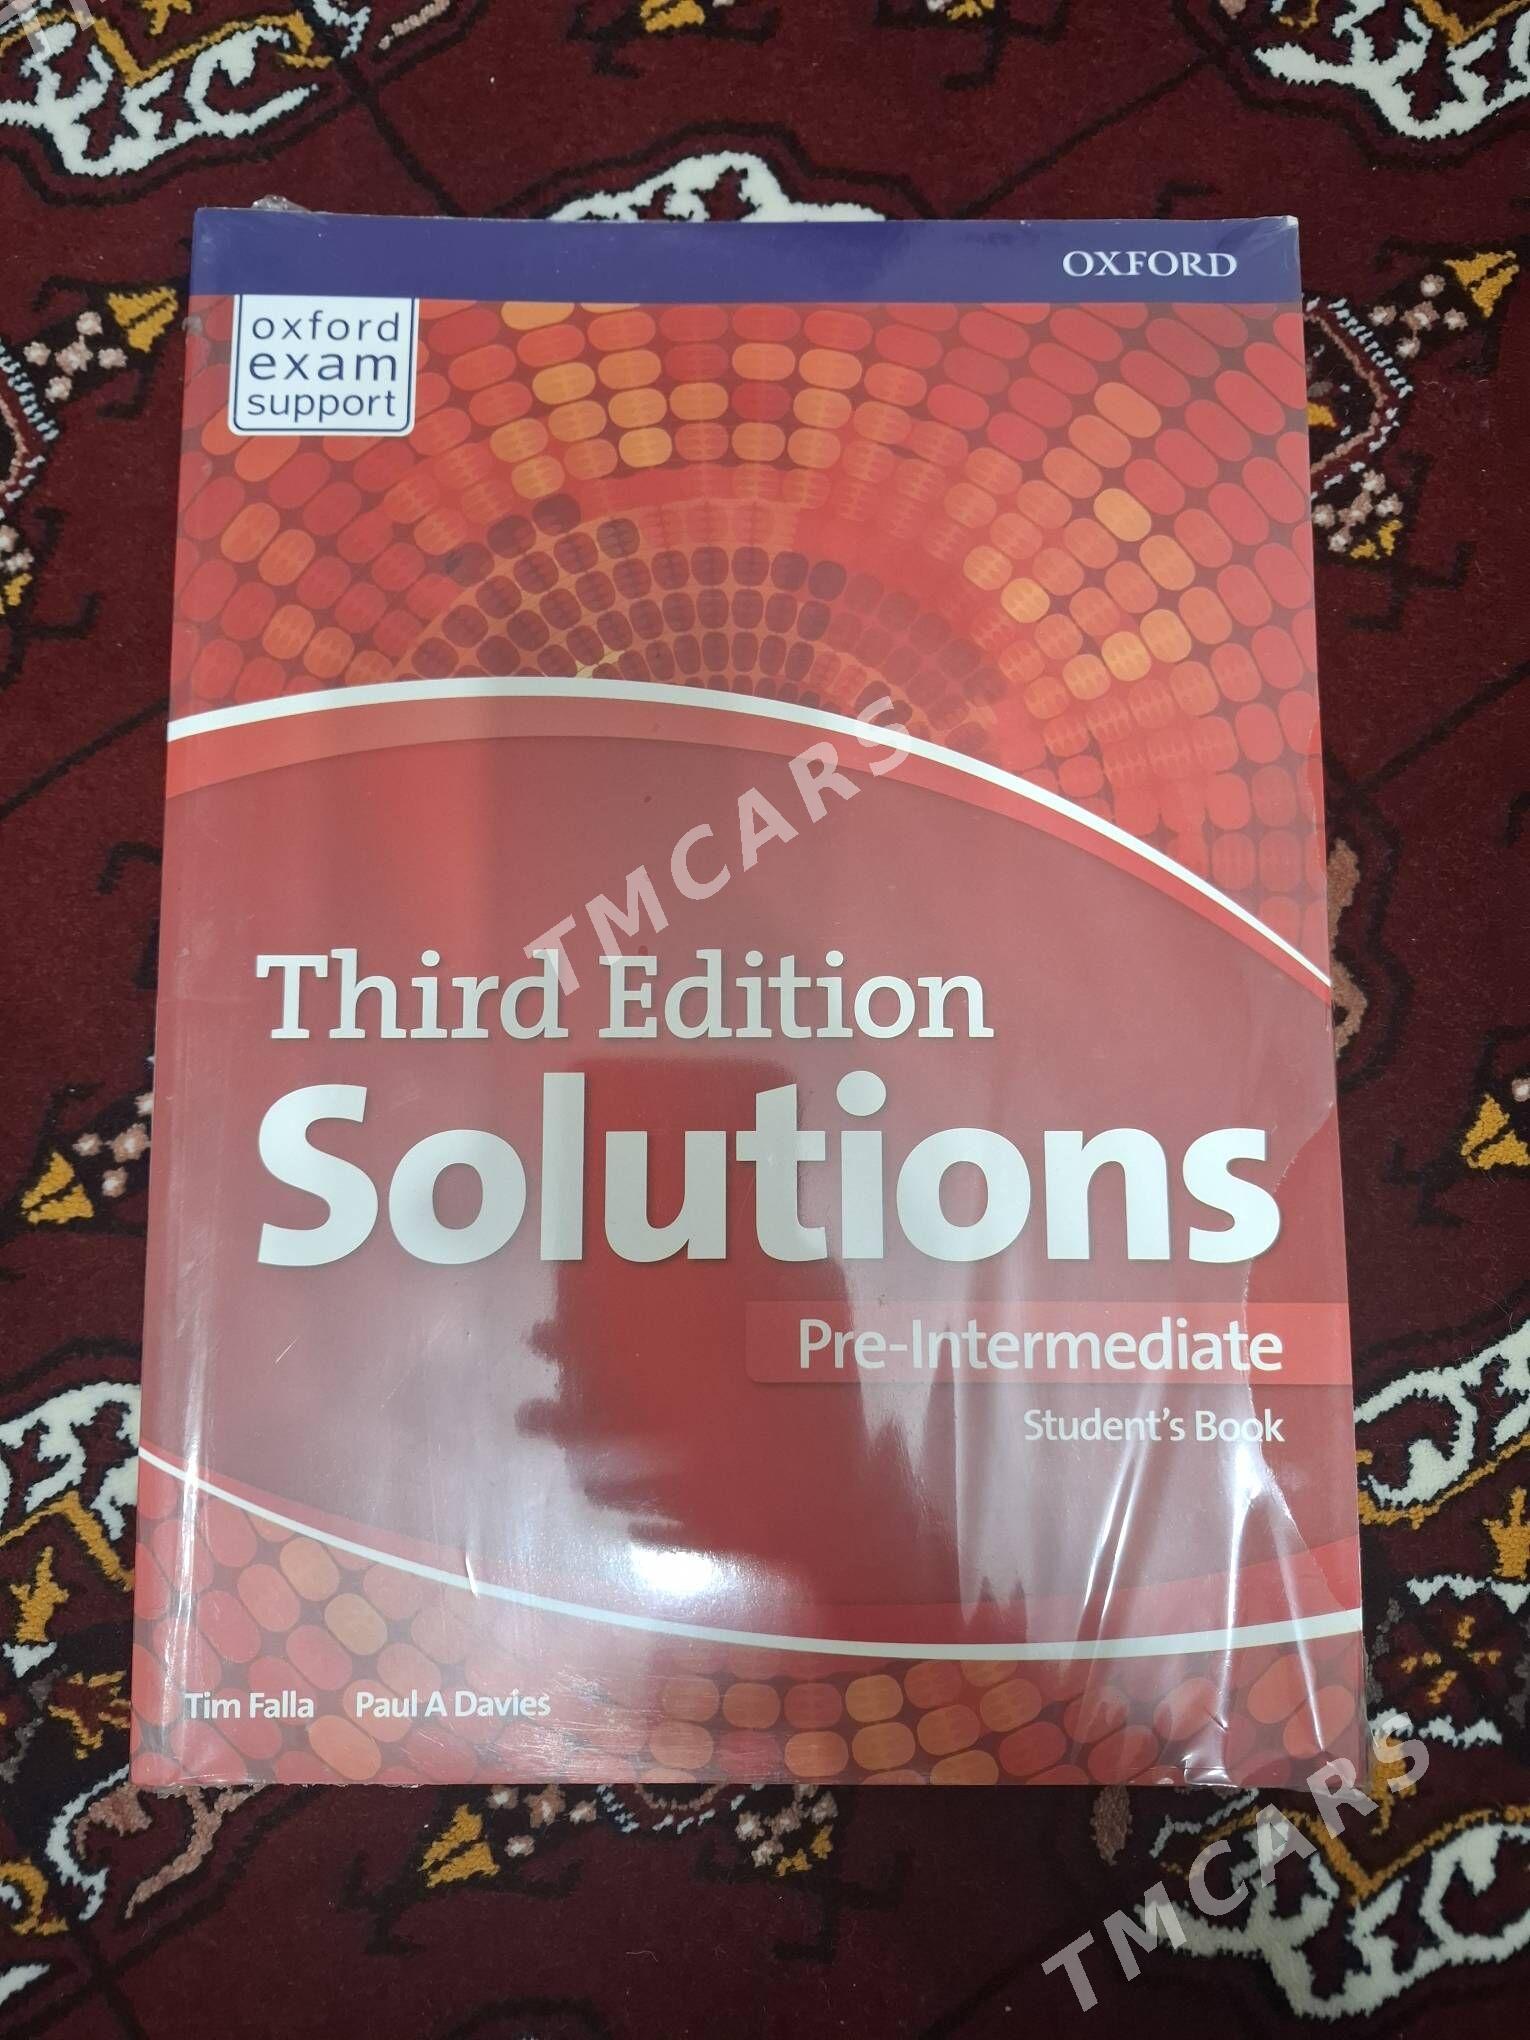 OXFORD
oxford
exam
support
TMCARS
Third Edition
Solutions
Pre-Intermediate
Student's Book
Tim Falla Paul A Davies
TMCARS